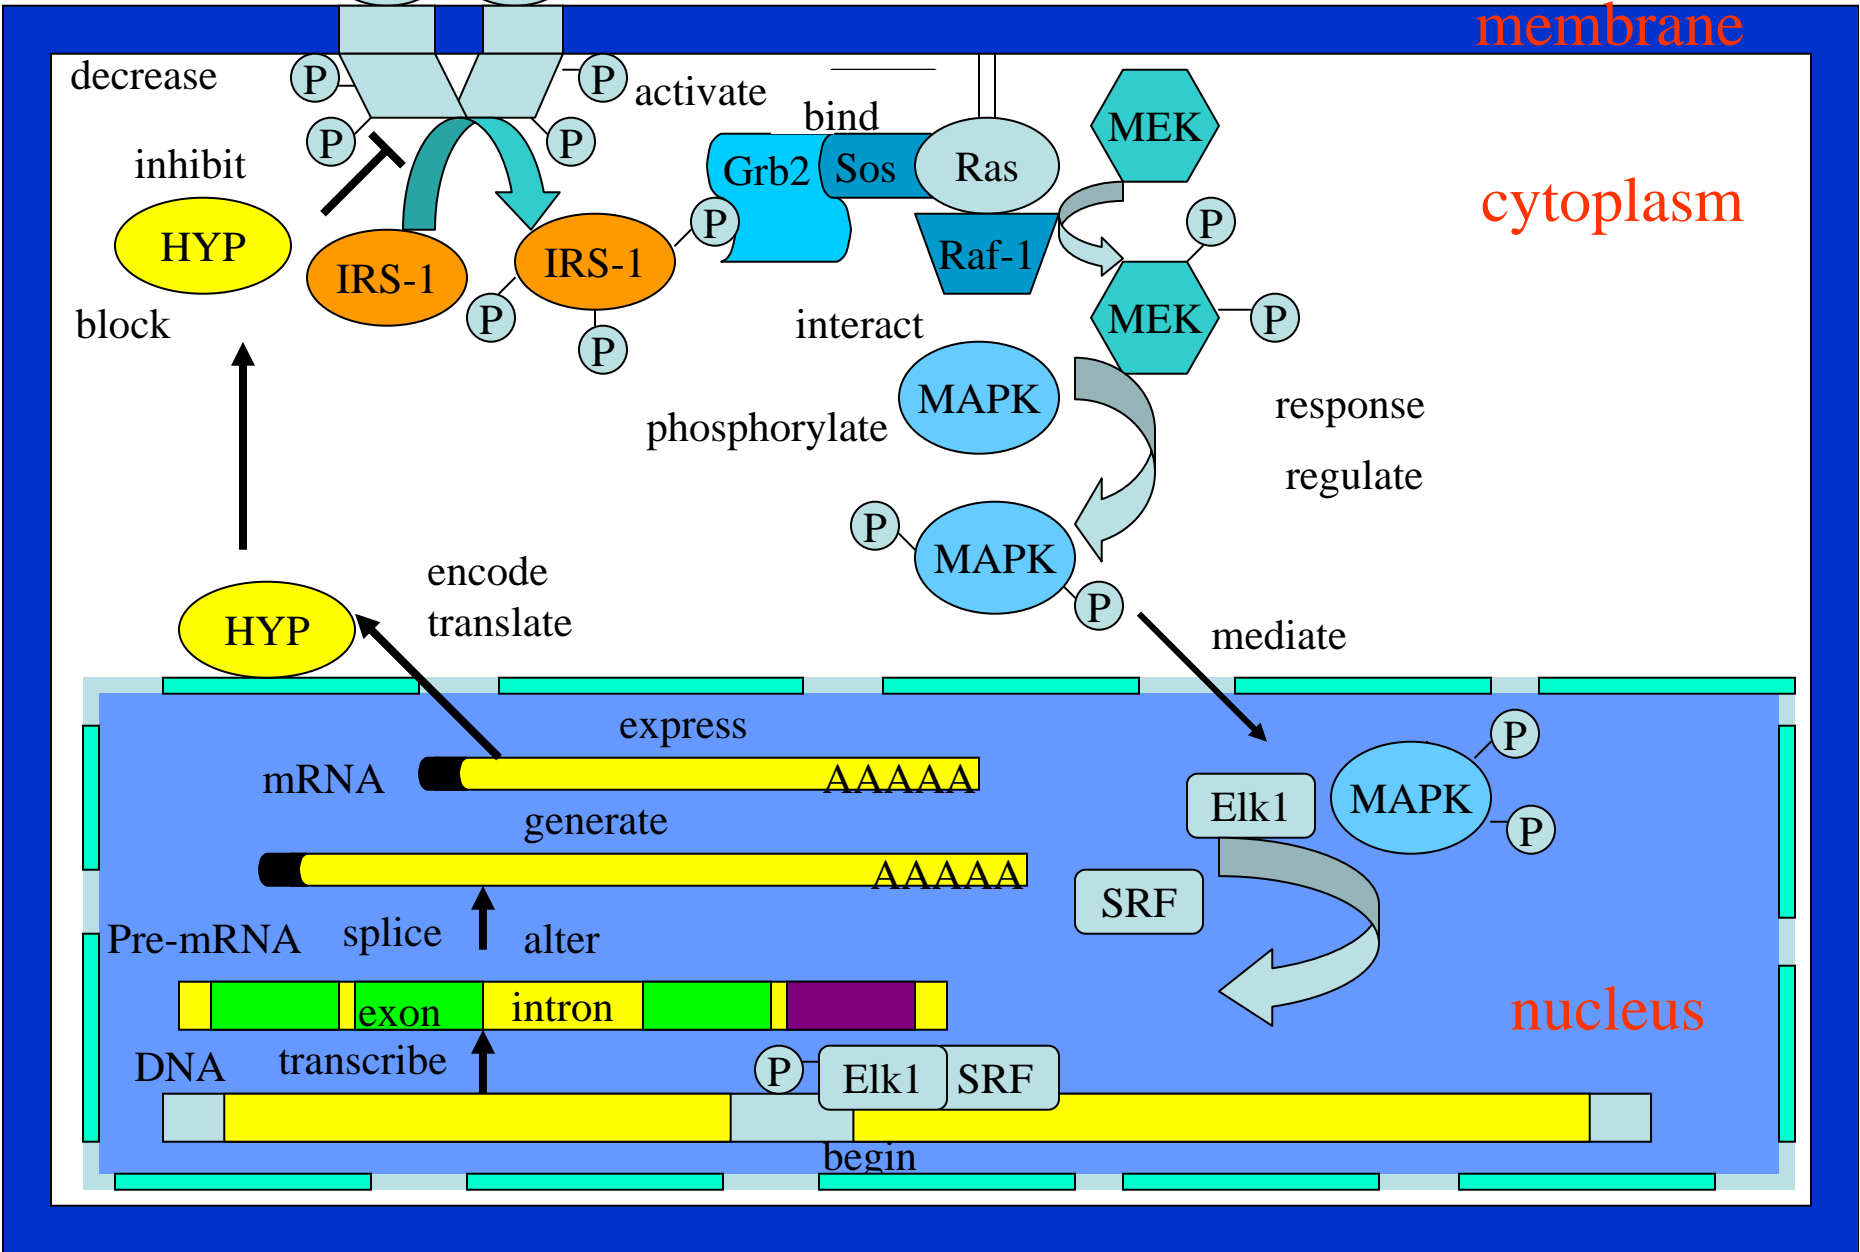 membrane
decrease
P
P
activate
bind
MEK
P
P
inhibit
Grb2
Sos
Ras
cytoplasm
HYP
P
P
IRS-1
IRS-1
Raf-1
block
P
P
interact
MEK
P
MAPK
response
phosphorylate
regulate
P
MAPK
encode
translate
P
HYP
mediate
express
P
mRNA
AAAAA
Elk1
MAPK
P
generate
AAAAA
SRF
Pre-mRNA
splice
alter
exon
intron
nucleus
DNA
transcribe
P
Elk1
SRF
begin